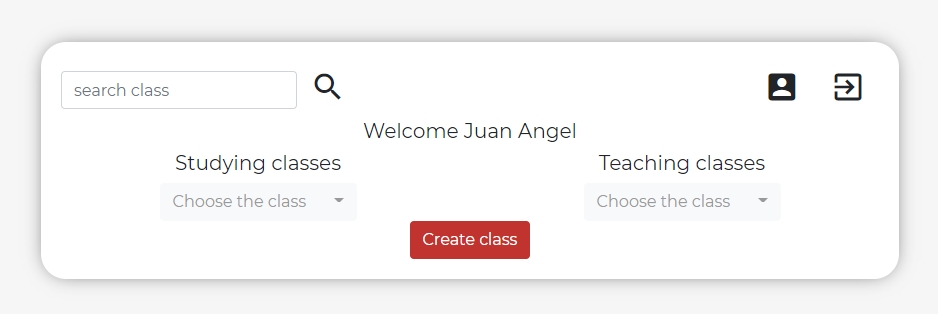 search class
Welcome Juan Angel
Studying classes
Teaching classes
Choose the class
Choose the class
Create class